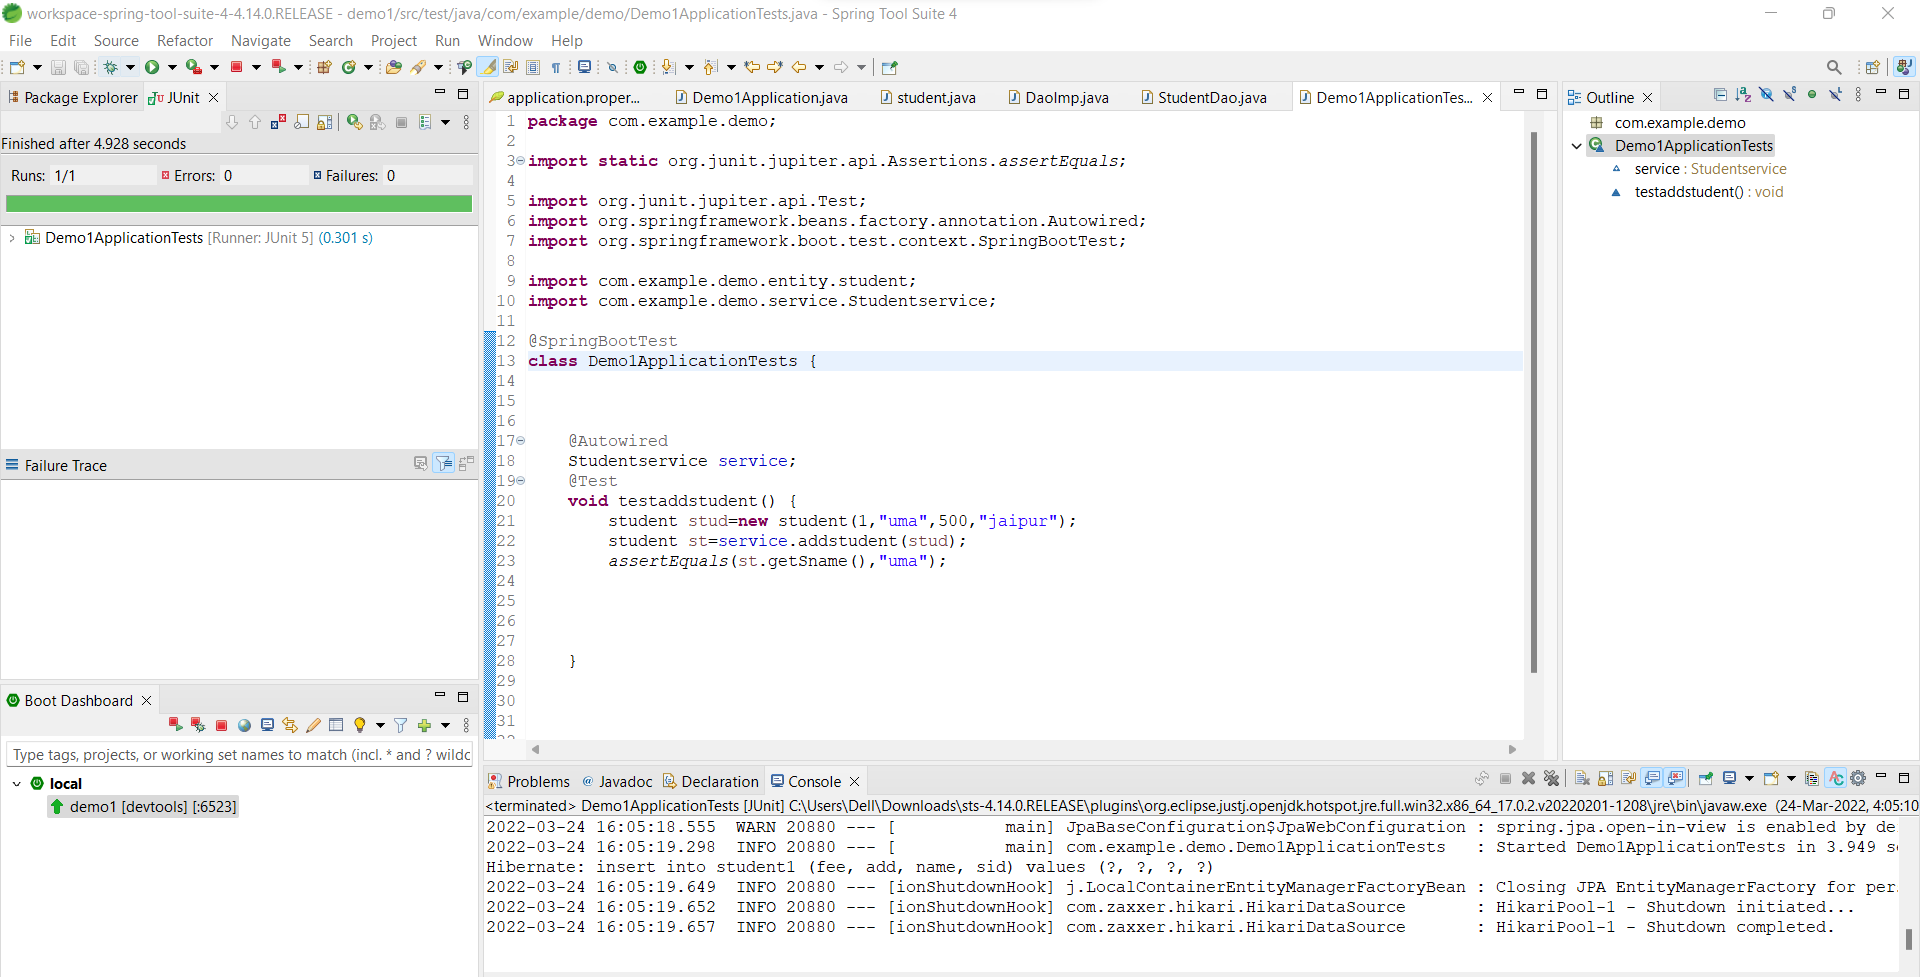 workspace-spring-tool-suite-4-4.14.0.RELEASE - demo1/src/test/java/com/example/demo/Demo1ApplicationTests.java - Spring Tool Suite 4
File Edit Source Refactor Navigate Search Project Run Window Help
Package Explorer JUnit
Finished after 4.928 seconds
Runs: 1/1 Errors: 0 Failures: 0
Demo1ApplicationTests [Runner: JUnit 5] (0.301 s)
Failure Trace
Boot Dashboard
Type tags, projects, or working set names to match (incl. * and ? wildc
local
demo1 [devtools] [:6523]
application.proper... Demo1Application.java student.java DaoImp.java StudentDao.java Demo1ApplicationTes...
1 package com.example.demo;
2
3 import static org.junit.jupiter.api.Assertions.assertEquals;
4
5 import org.junit.jupiter.api.Test;
6 import org.springframework.beans.factory.annotation.Autowired;
7 import org.springframework.boot.test.context.SpringBootTest;
8
9 import com.example.demo.entity.student;
10 import com.example.demo.service.Studentservice;
11
12 @SpringBootTest
13 class Demo1ApplicationTests {
14
15
16
17 @Autowired
18 Studentservice service;
19 @Test
20 void testaddstudent() {
21 student stud=new student(1,"uma",500,"jaipur");
22 student st=service.addstudent(stud);
23 assertEquals(st.getSname(),"uma");
24
25
26
27
28 }
29
30
31
Outline
com.example.demo
Demo1ApplicationTests
service : Studentservice
testaddstudent() : void
Problems Javadoc Declaration Console
<terminated> Demo1ApplicationTests [JUnit] C:\Users\Dell\Downloads\sts-4.14.0.RELEASE\plugins\org.eclipse.justj.openjdk.hotspot.jre.full.win32.x86_64_17.0.2.v20220201-1208\jre\bin\javaw.exe (24-Mar-2022, 4:05:10
2022-03-24 16:05:18.555 WARN 20880 --- [ main] JpaBaseConfiguration$JpaWebConfiguration : spring.jpa.open-in-view is enabled by de
2022-03-24 16:05:19.298 INFO 20880 --- [ main] com.example.demo.Demo1ApplicationTests : Started Demo1ApplicationTests in 3.949 s
Hibernate: insert into student1 (fee, add, name, sid) values (?, ?, ?, ?)
2022-03-24 16:05:19.649 INFO 20880 --- [ionShutdownHook] j.LocalContainerEntityManagerFactoryBean : Closing JPA EntityManagerFactory for per
2022-03-24 16:05:19.652 INFO 20880 --- [ionShutdownHook] com.zaxxer.hikari.HikariDataSource : HikariPool-1 - Shutdown initiated...
2022-03-24 16:05:19.657 INFO 20880 --- [ionShutdownHook] com.zaxxer.hikari.HikariDataSource : HikariPool-1 - Shutdown completed.